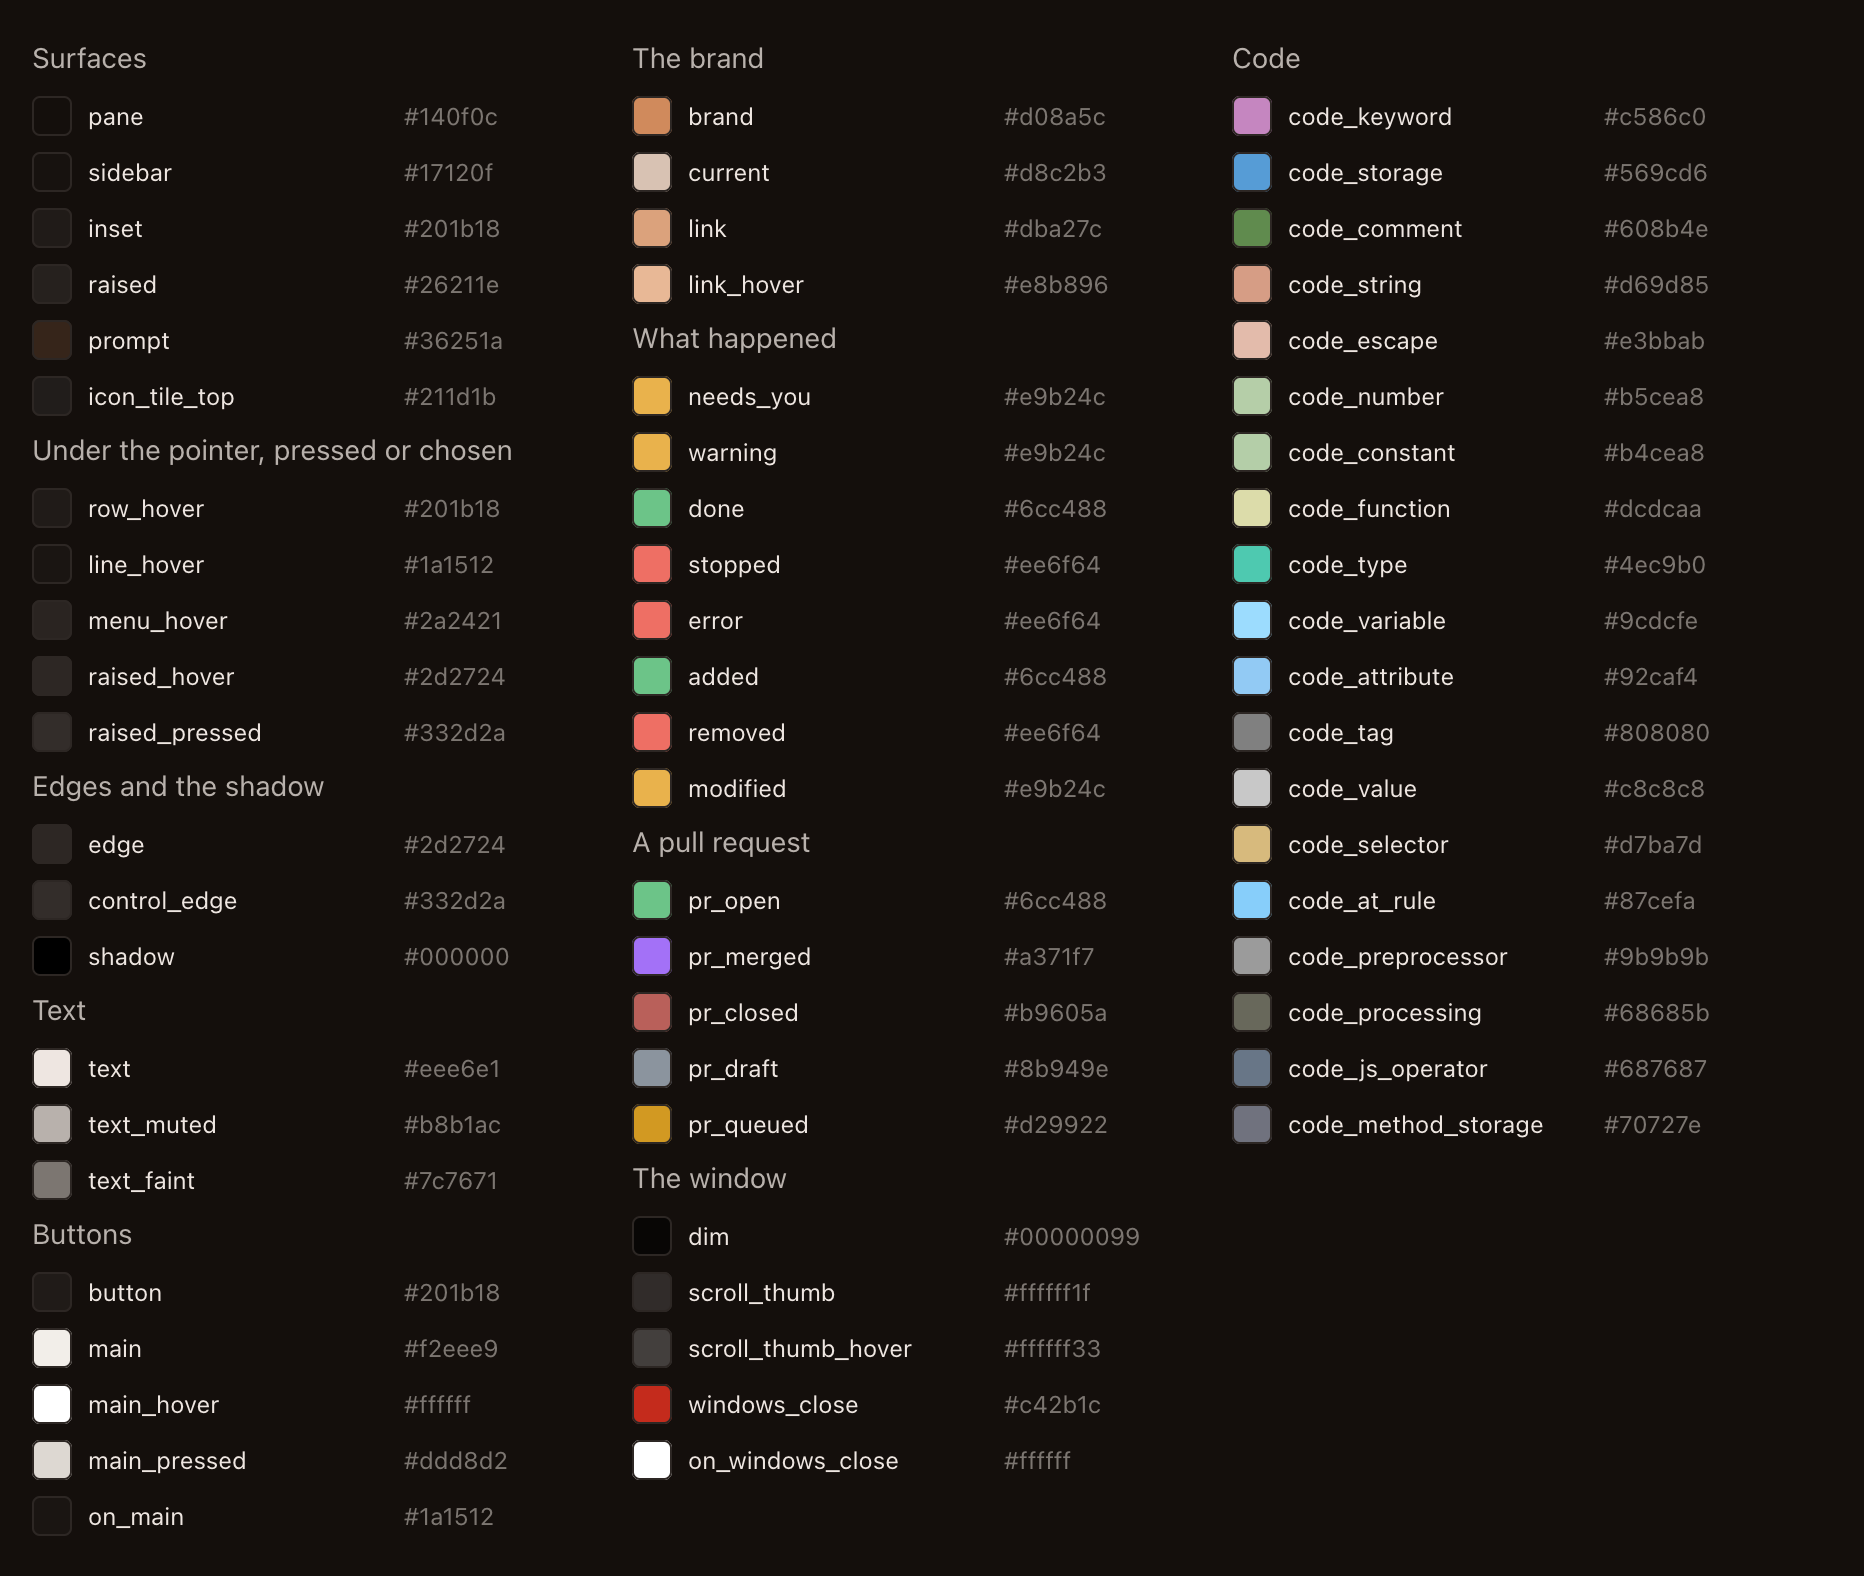 Surfaces
pane #140f0c
sidebar #17120f
inset #201b18
raised #26211e
prompt #36251a
icon_tile_top #211d1b
Under the pointer, pressed or chosen
row_hover #201b18
line_hover #1a1512
menu_hover #2a2421
raised_hover #2d2724
raised_pressed #332d2a
Edges and the shadow
edge #2d2724
control_edge #332d2a
shadow #000000
Text
text #eee6e1
text_muted #b8b1ac
text_faint #7c7671
Buttons
button #201b18
main #f2eee9
main_hover #ffffff
main_pressed #ddd8d2
on_main #1a1512
The brand
brand #d08a5c
current #d8c2b3
link #dba27c
link_hover #e8b896
What happened
needs_you #e9b24c
warning #e9b24c
done #6cc488
stopped #ee6f64
error #ee6f64
added #6cc488
removed #ee6f64
modified #e9b24c
A pull request
pr_open #6cc488
pr_merged #a371f7
pr_closed #b9605a
pr_draft #8b949e
pr_queued #d29922
The window
dim #00000099
scroll_thumb #ffffff1f
scroll_thumb_hover #ffffff33
windows_close #c42b1c
on_windows_close #ffffff
Code
code_keyword #c586c0
code_storage #569cd6
code_comment #608b4e
code_string #d69d85
code_escape #e3bbab
code_number #b5cea8
code_constant #b4cea8
code_function #dcdcaa
code_type #4ec9b0
code_variable #9cdcfe
code_attribute #92caf4
code_tag #808080
code_value #c8c8c8
code_selector #d7ba7d
code_at_rule #87cefa
code_preprocessor #9b9b9b
code_processing #68685b
code_js_operator #687687
code_method_storage #70727e